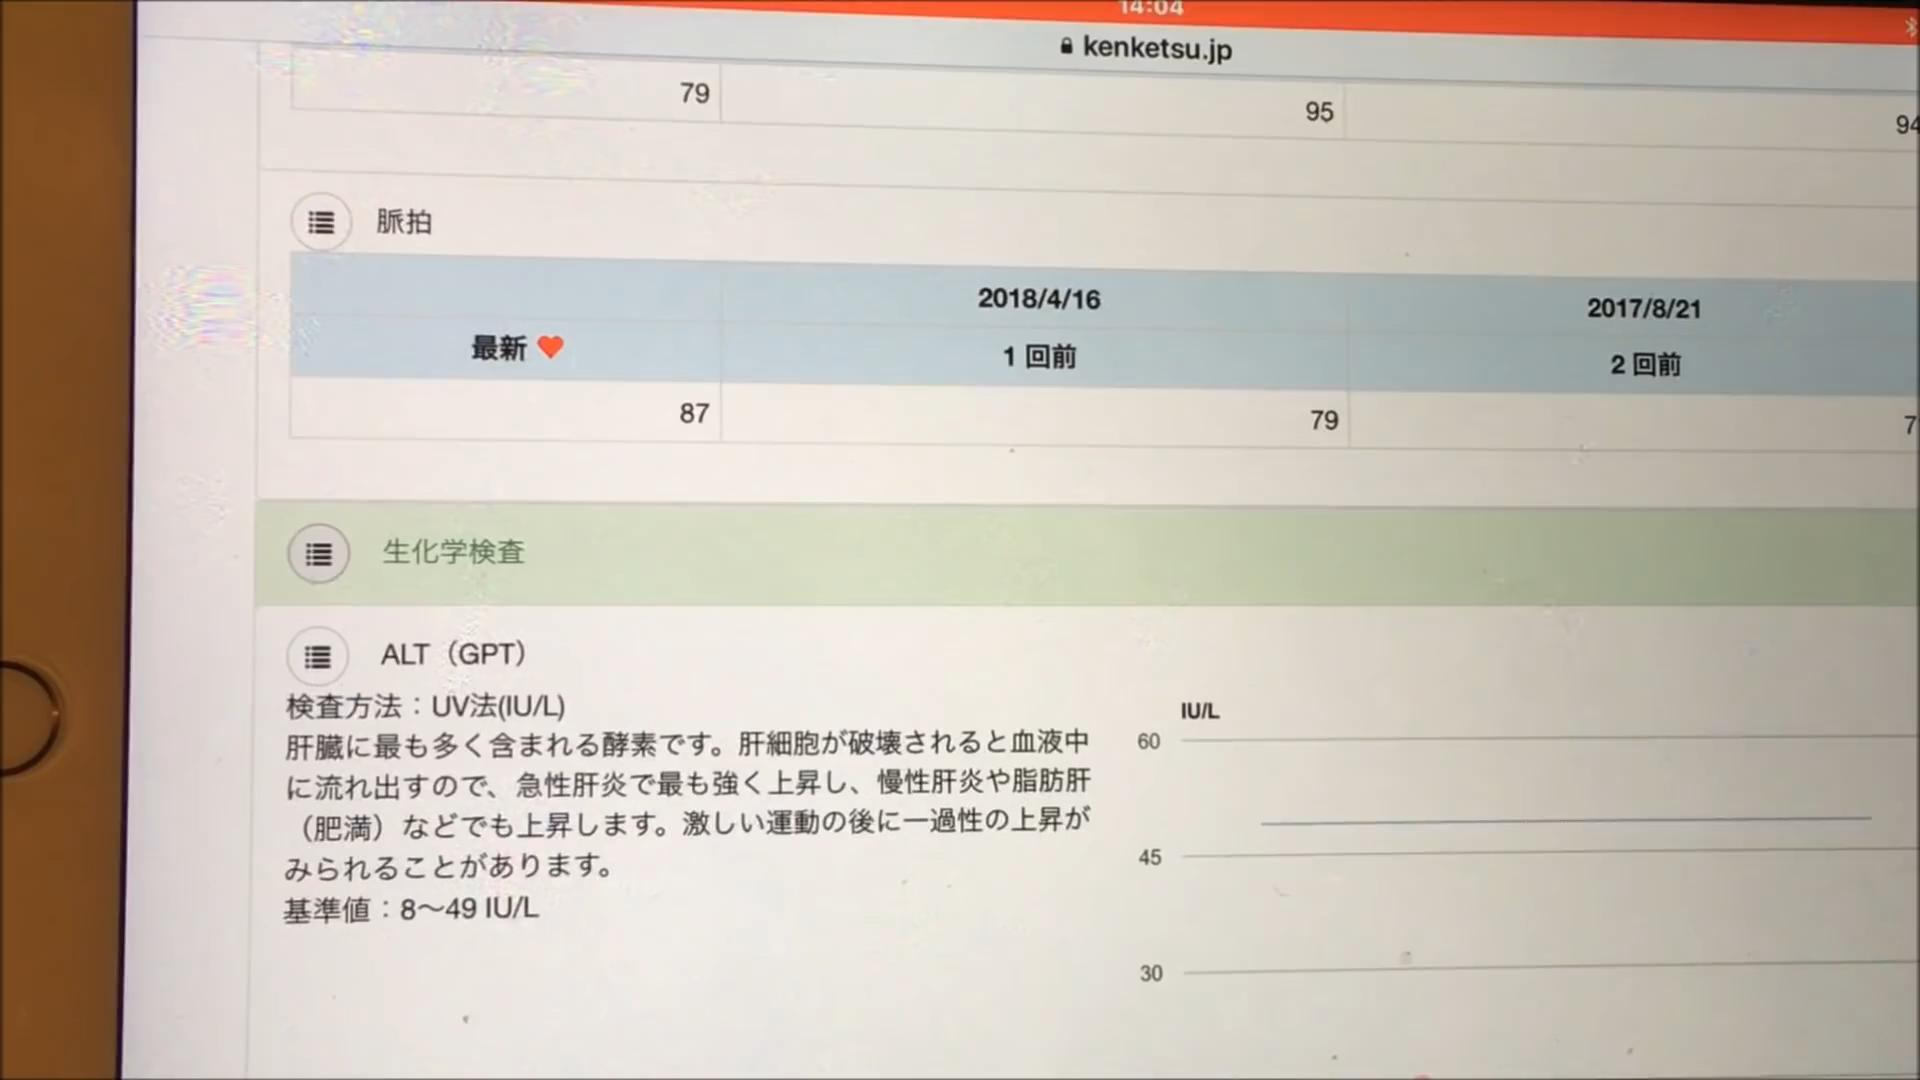 14:04
kenketsu.jp
79 95 94
脈拍
2018/4/16 2017/8/21
最新 1 回前 2 回前
87 79
生化学検査
ALT（GPT）
検査方法：UV法(IU/L)
肝臓に最も多く含まれる酵素です。肝細胞が破壊されると血液中
に流れ出すので、急性肝炎で最も強く上昇し、慢性肝炎や脂肪肝
（肥満）などでも上昇します。激しい運動の後に一過性の上昇が
みられることがあります。
基準値：8〜49 IU/L
IU/L
60
45
30